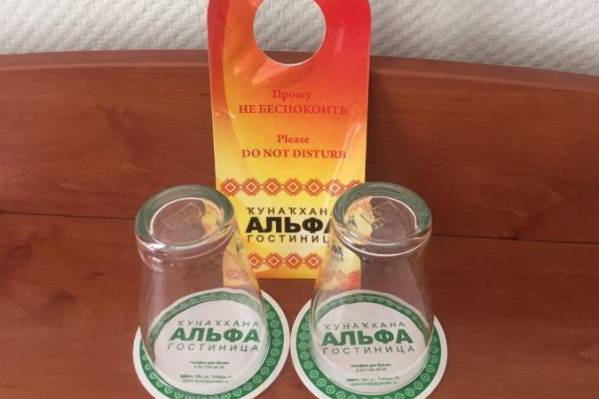 Прошу
НЕ БЕСПОКОИТЬ
Please
DO NOT DISTURB
ҠУНАҠХАНА
АЛЬФА
ГОСТИНИЦА
ҠУНАҠХАНА
АЛЬФА
ГОСТИНИЦА
ҠУНАҠХАНА
АЛЬФА
ГОСТИНИЦА